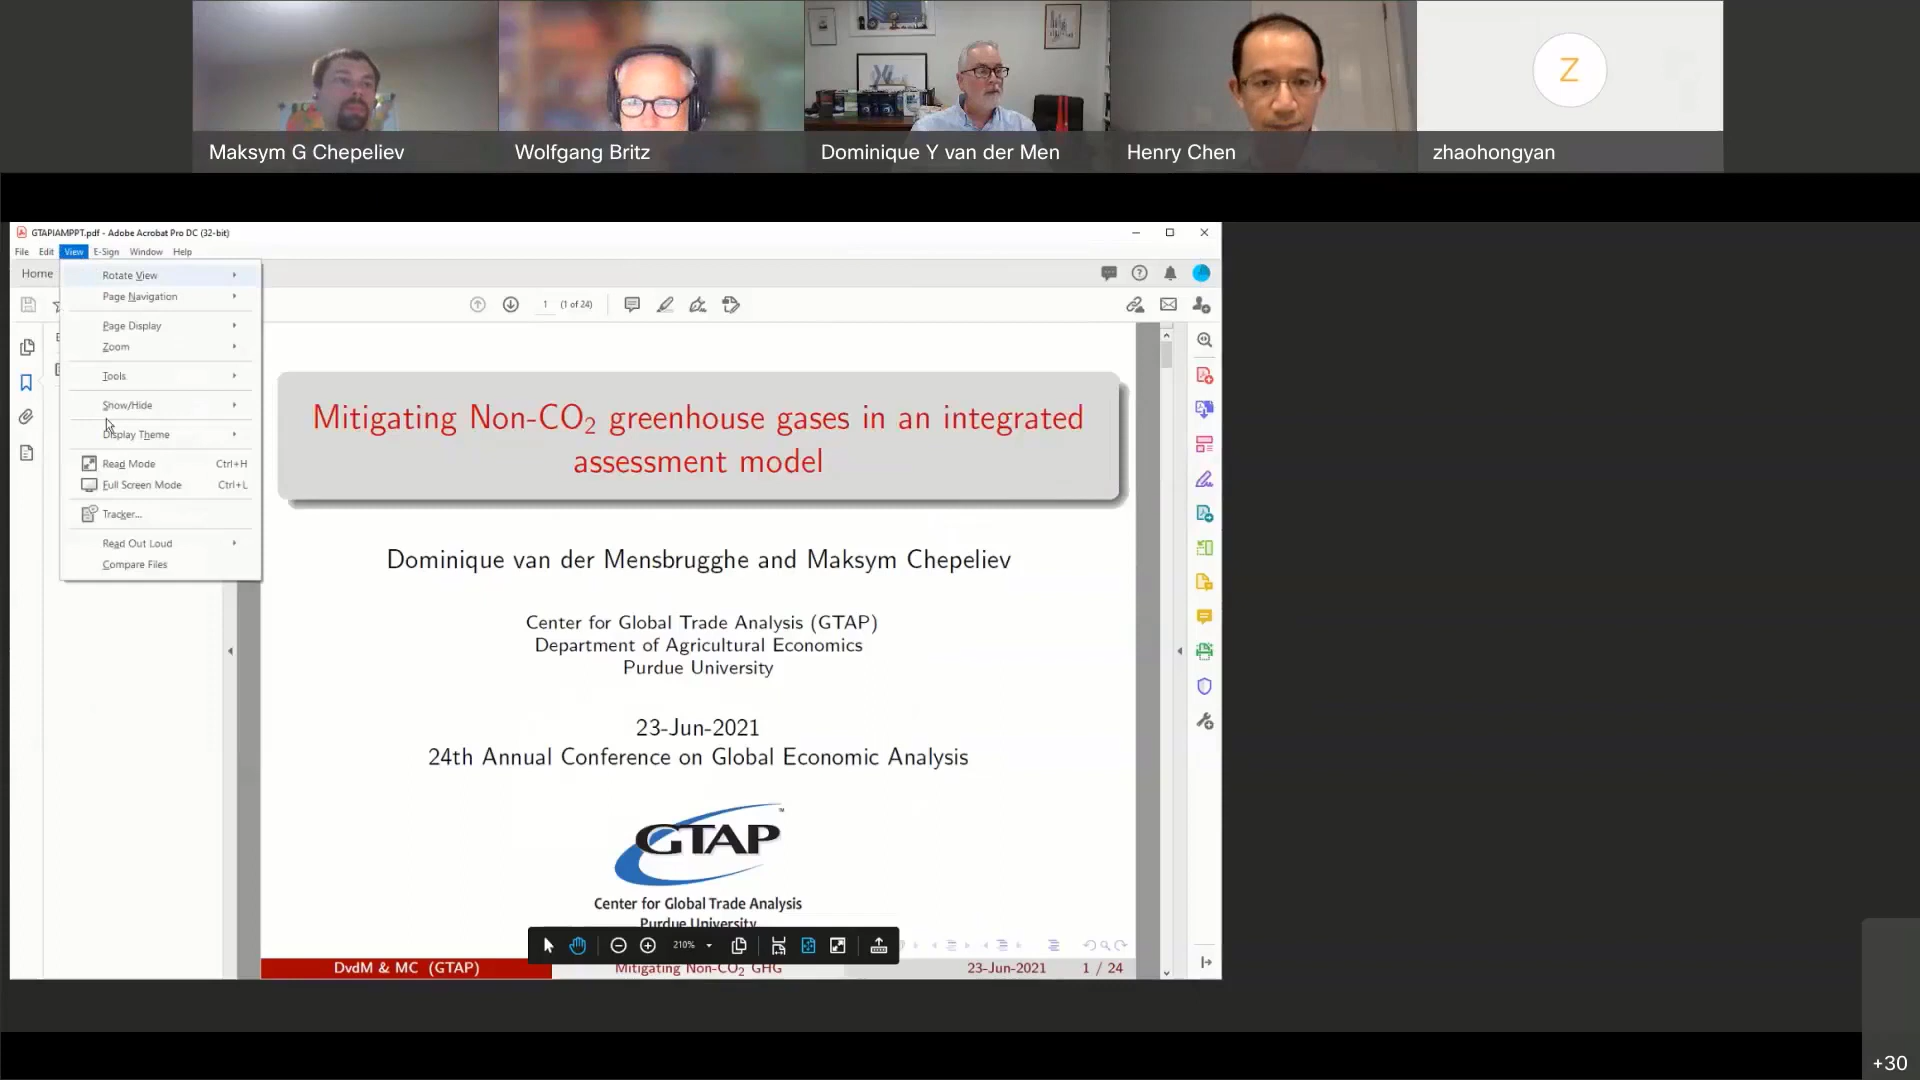 Maksym G Chepeliev
Wolfgang Britz
Dominique Y van der Men
Henry Chen
Z
zhaohongyan
GTAPIAMPPT.pdf - Adobe Acrobat Pro DC (32-bit)
File Edit View E-Sign Window Help
Home
Rotate View
Page Navigation
Page Display
Zoom
Tools
Show/Hide
Display Theme
Read Mode Ctrl+H
Full Screen Mode Ctrl+L
Tracker...
Read Out Loud
Compare Files
1 (1 of 24)
Mitigating Non-CO₂ greenhouse gases in an integrated
assessment model
Dominique van der Mensbrugghe and Maksym Chepeliev
Center for Global Trade Analysis (GTAP)
Department of Agricultural Economics
Purdue University
23-Jun-2021
24th Annual Conference on Global Economic Analysis
GTAP™
Center for Global Trade Analysis
Purdue University
210%
DvdM & MC (GTAP) Mitigating Non-CO₂ GHG 23-Jun-2021 1 / 24
+30